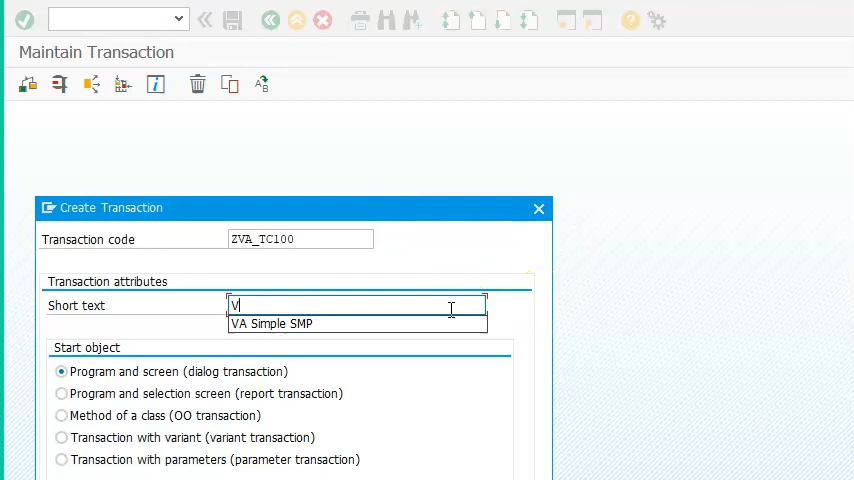 Maintain Transaction
Create Transaction
Transaction code ZVA_TC100
Transaction attributes
Short text V
VA Simple SMP
Start object
Program and screen (dialog transaction)
Program and selection screen (report transaction)
Method of a class (OO transaction)
Transaction with variant (variant transaction)
Transaction with parameters (parameter transaction)